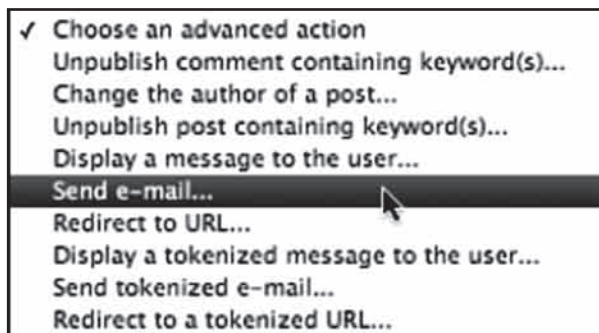 ✓ Choose an advanced action
Unpublish comment containing keyword(s)...
Change the author of a post...
Unpublish post containing keyword(s)...
Display a message to the user...
Send e-mail...
Redirect to URL...
Display a tokenized message to the user...
Send tokenized e-mail...
Redirect to a tokenized URL...